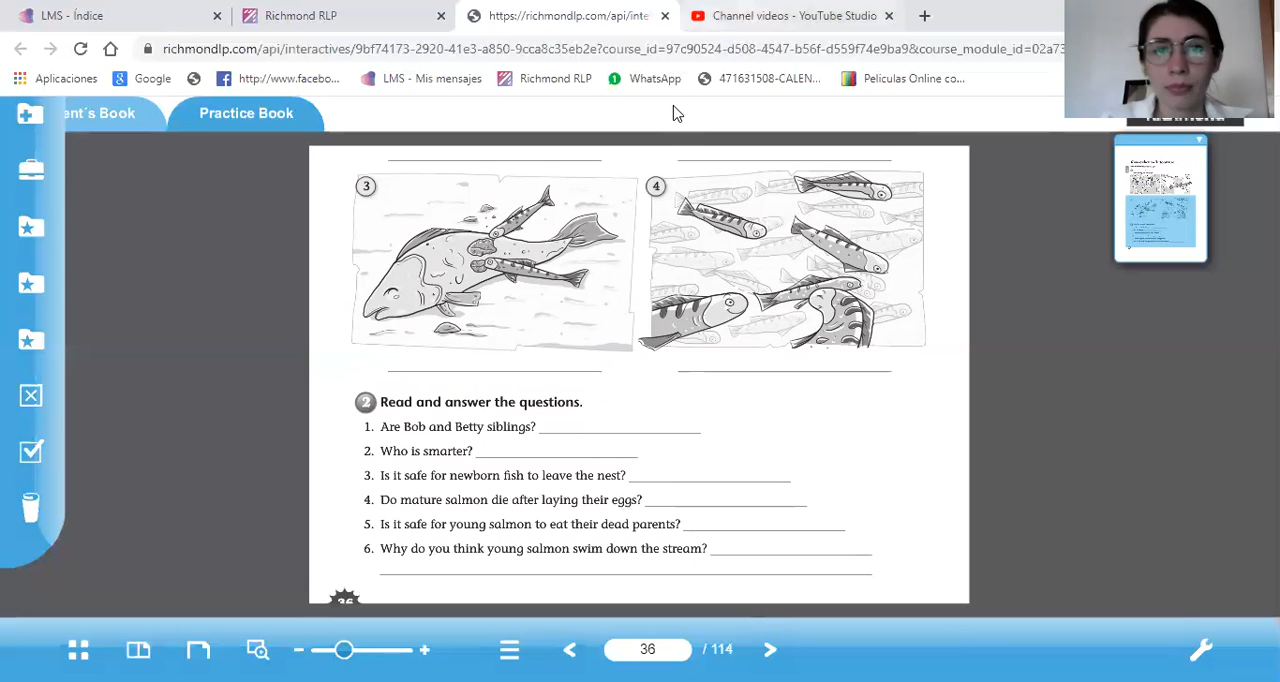 LMS - Índice
Richmond RLP
https://richmondlp.com/api/inte
Channel videos - YouTube Studio
richmondlp.com/api/interactives/9bf74173-2920-41e3-a850-9cca8c35eb2e?course_id=97c90524-d508-4547-b56f-d559f74e9ba9&course_module_id=02a73
Aplicaciones
Google
http://www.facebo...
LMS - Mis mensajes
Richmond RLP
WhatsApp
671631508-CALEN...
Peliculas Online co...
ent´s Book
Practice Book
3
4
2 Read and answer the questions.
1. Are Bob and Betty siblings?
2. Who is smarter?
3. Is it safe for newborn fish to leave the nest?
4. Do mature salmon die after laying their eggs?
5. Is it safe for young salmon to eat their dead parents?
6. Why do you think young salmon swim down the stream?
36
36 / 114